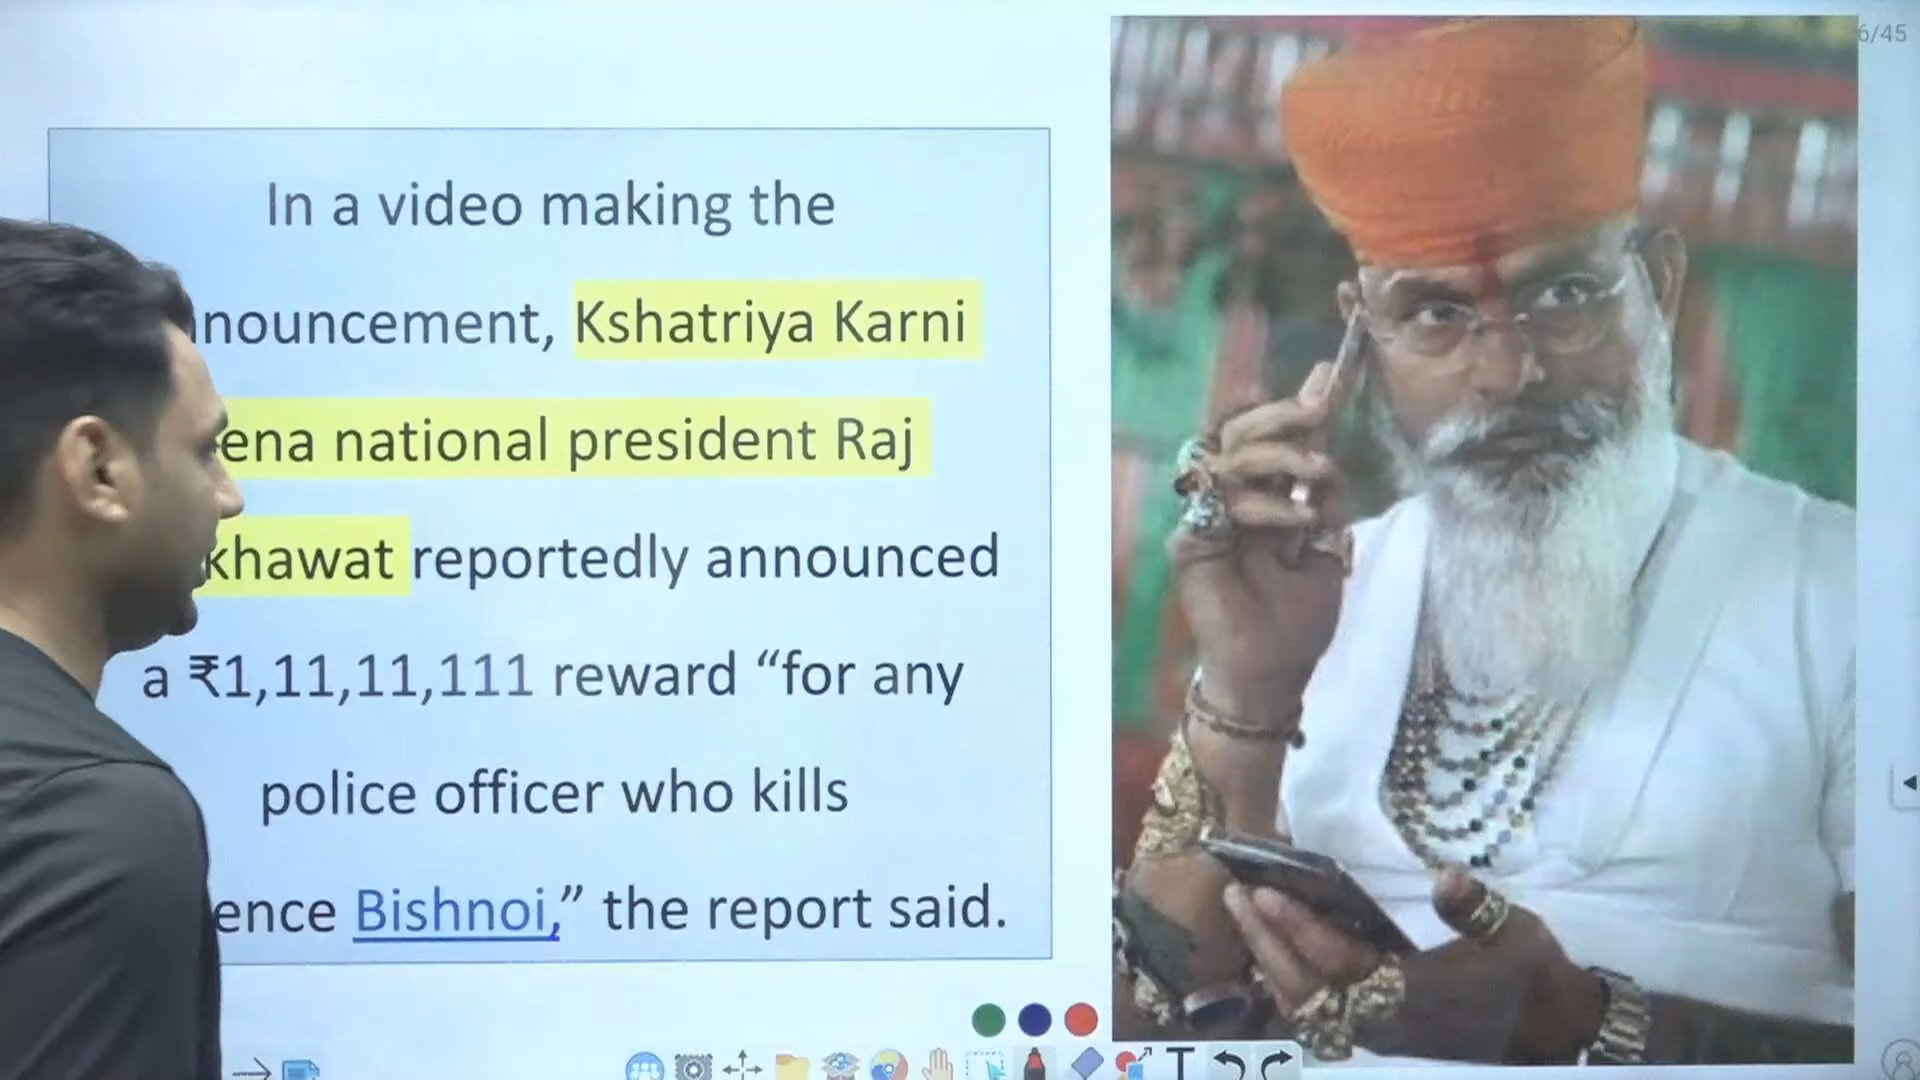 6/45
In a video making the
nnouncement, Kshatriya Karni
ena national president Raj
khawat reportedly announced
a ₹1,11,11,111 reward “for any
police officer who kills
ence Bishnoi,” the report said.
T